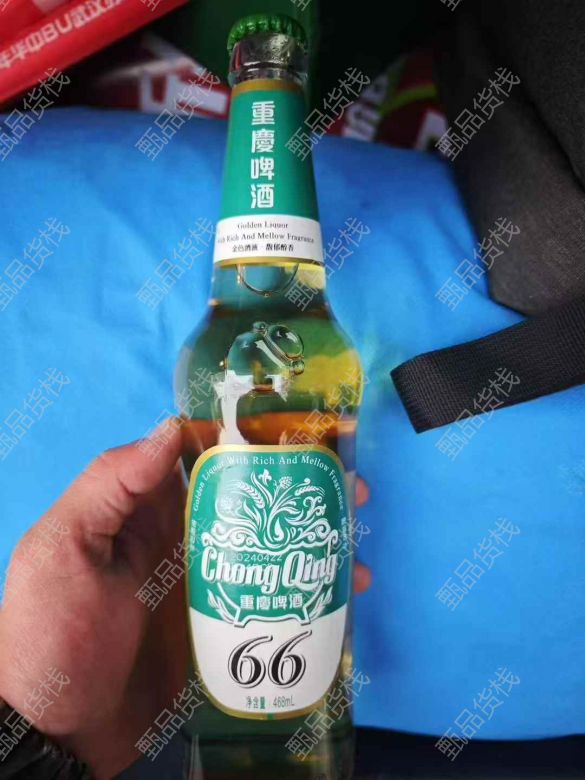 重慶啤酒
Golden Liquor
With Rich And Mellow Fragrance
金色酒液 馥郁醇香
Golden Liquor With Rich And Mellow Fragrance
20240422
Chong Qing
重慶啤酒
66
净含量：468mL
甄品货栈